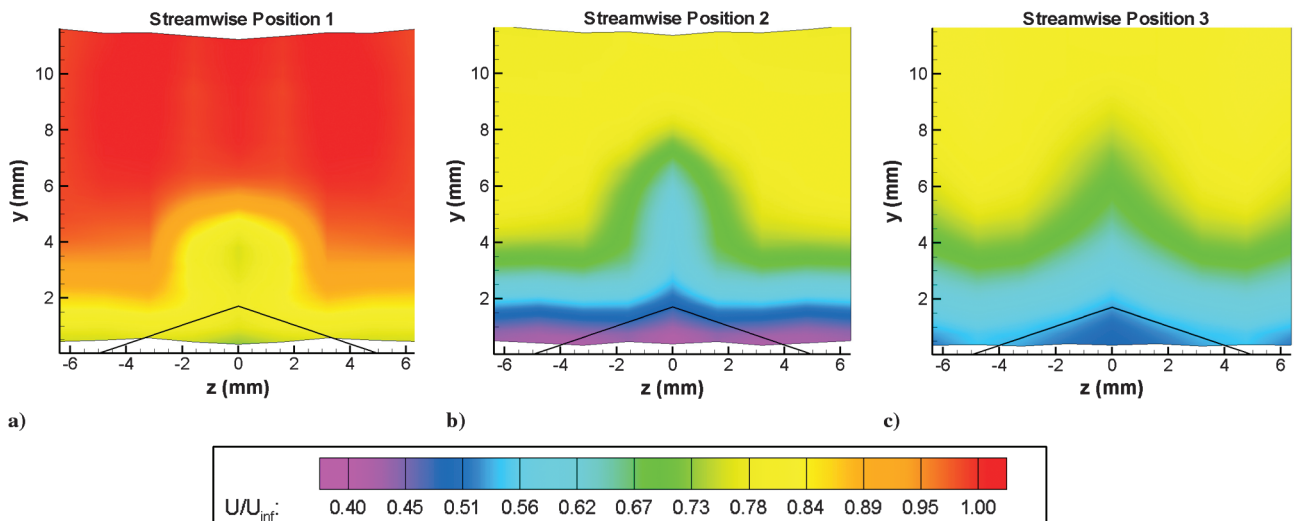 Streamwise Position 1
Streamwise Position 2
Streamwise Position 3
y (mm)
10
8
6
4
2
-6 -4 -2 0 2 4 6
z (mm)
y (mm)
10
8
6
4
2
-6 -4 -2 0 2 4 6
z (mm)
y (mm)
10
8
6
4
2
-6 -4 -2 0 2 4 6
z (mm)
a)
b)
c)
U/Uinf: 0.40 0.45 0.51 0.56 0.62 0.67 0.73 0.78 0.84 0.89 0.95 1.00